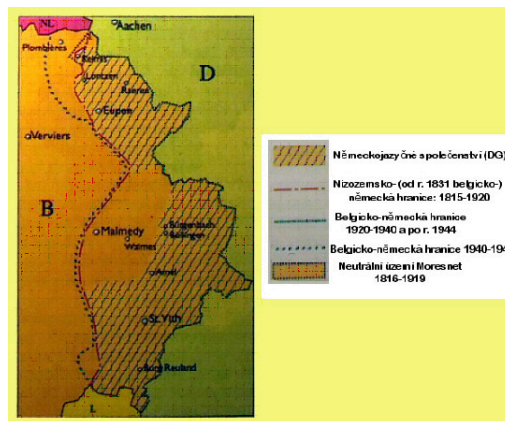 NL
Aachen
Plombières
Kelmis
Lontzen
Raeren
D
Eupen
Verviers
B
Malmedy
Waimes
Bütgenbach
Büllingen
Amel
St.Vith
Burg Reuland
L
Německojazyčné společenství (DG)
Nizozemsko- (od r. 1831 belgicko-)
německá hranice: 1815-1920
Belgicko-německá hranice
1920-1940 a po r. 1944
Belgicko-německá hranice 1940-194
Neutrální území Moresnet
1816-1919